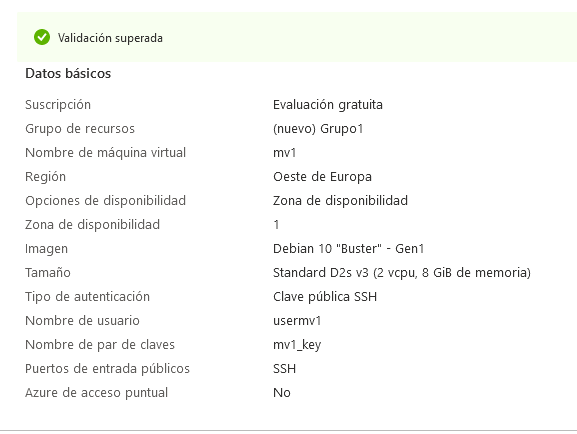 Validación superada
Datos básicos
Suscripción Evaluación gratuita
Grupo de recursos (nuevo) Grupo1
Nombre de máquina virtual mv1
Región Oeste de Europa
Opciones de disponibilidad Zona de disponibilidad
Zona de disponibilidad 1
Imagen Debian 10 "Buster" - Gen1
Tamaño Standard D2s v3 (2 vcpu, 8 GiB de memoria)
Tipo de autenticación Clave pública SSH
Nombre de usuario usermv1
Nombre de par de claves mv1_key
Puertos de entrada públicos SSH
Azure de acceso puntual No